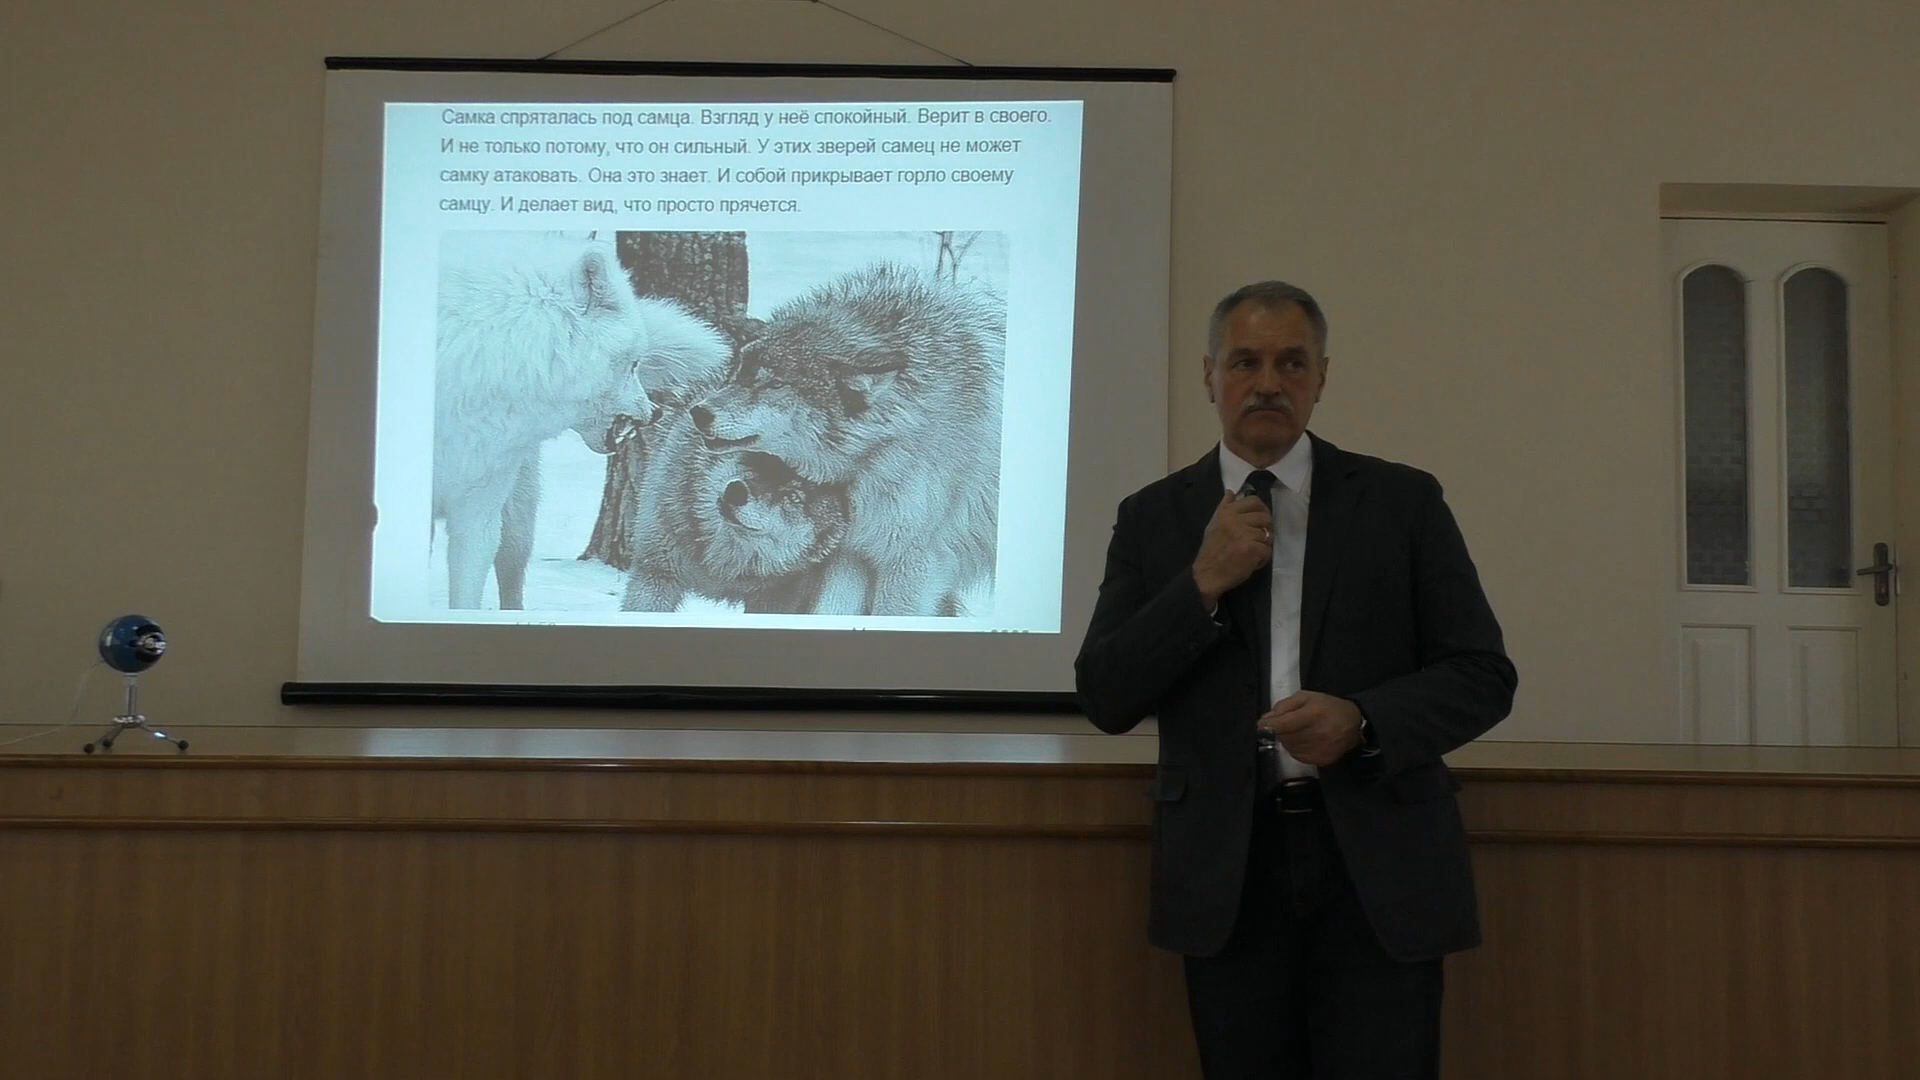 Самка спряталась под самца. Взгляд у неё спокойный. Верит в своего.
И не только потому, что он сильный. У этих зверей самец не может
самку атаковать. Она это знает. И собой прикрывает горло своему
самцу. И делает вид, что просто прячется.